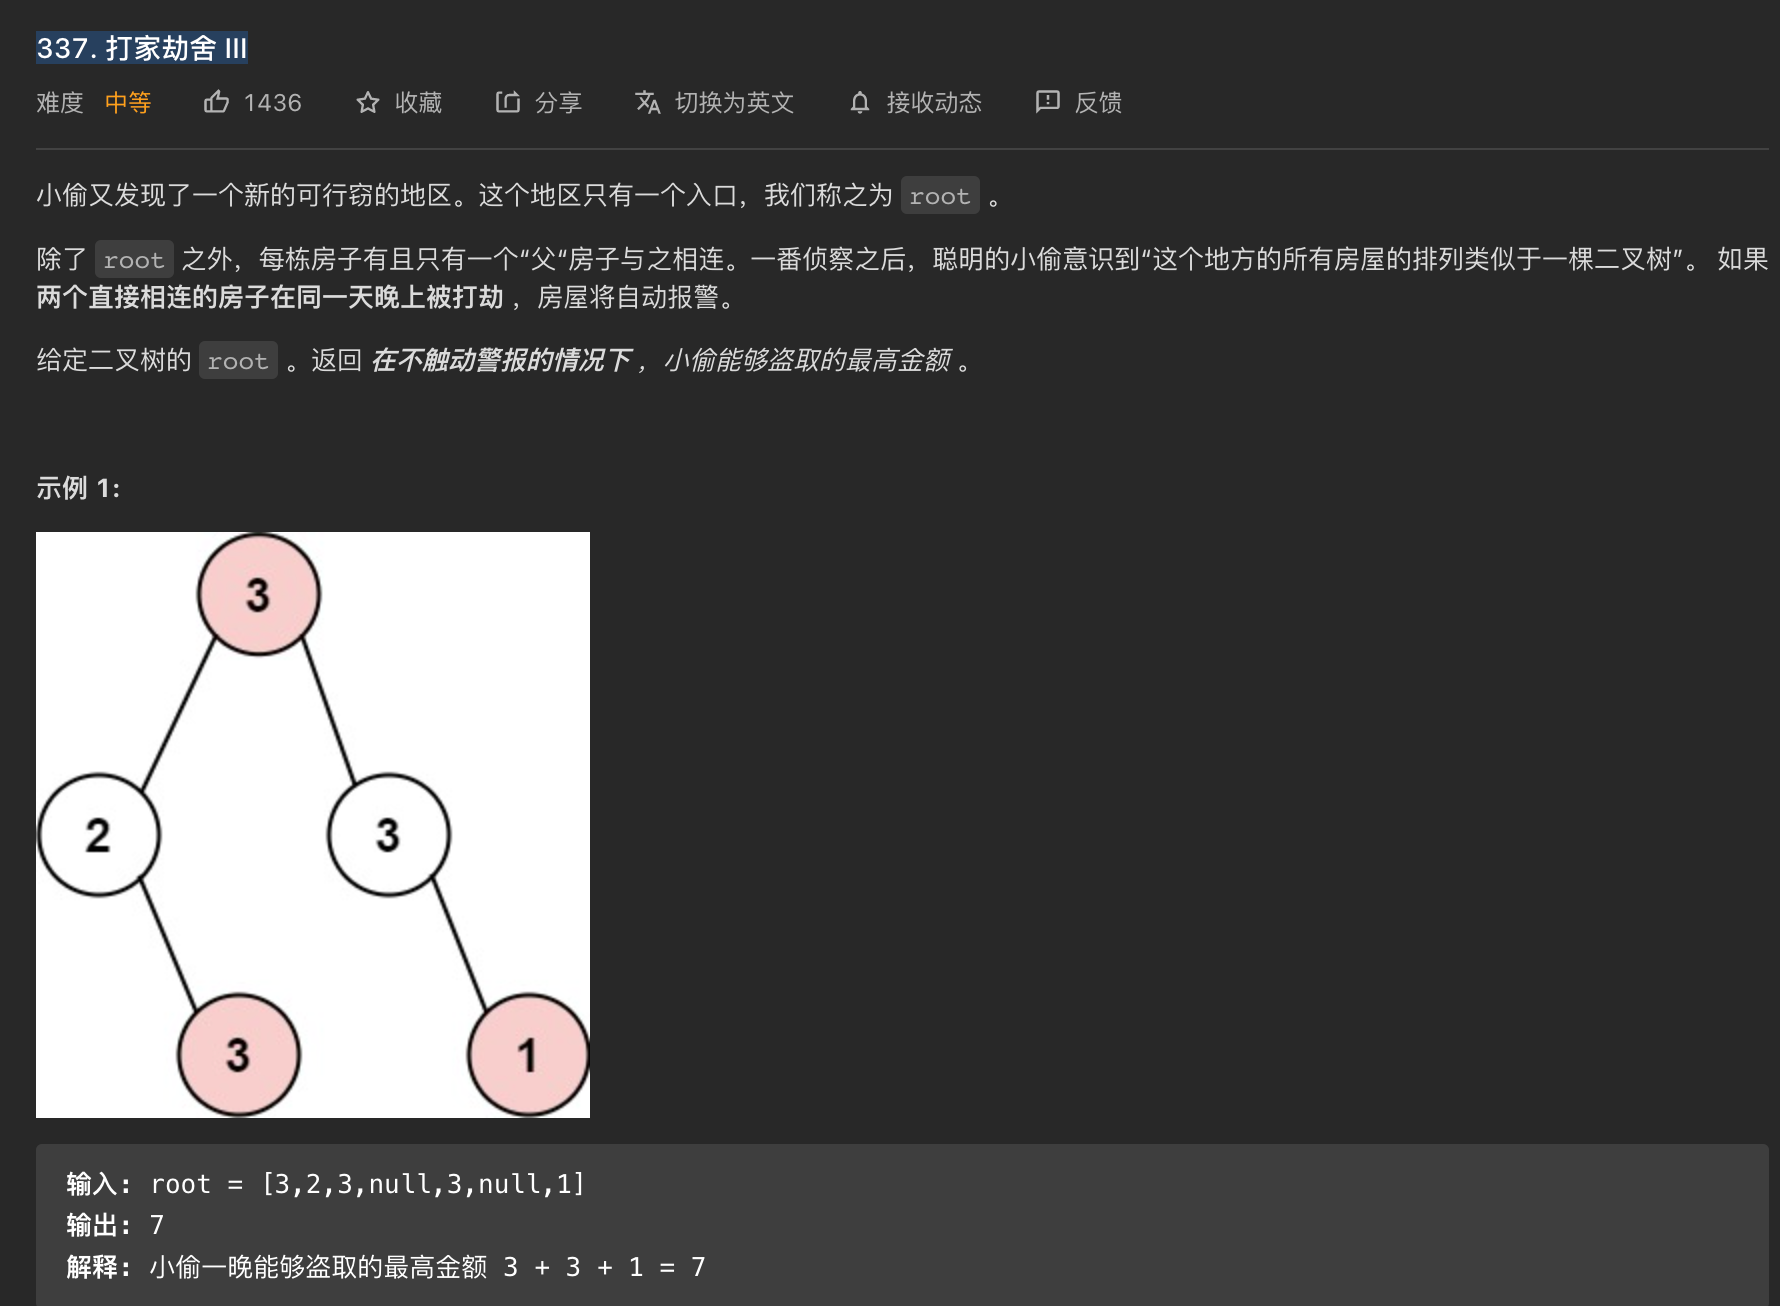 337. 打家劫舍 III
难度 中等 1436 收藏 分享 切换为英文 接收动态 反馈
小偷又发现了一个新的可行窃的地区。这个地区只有一个入口，我们称之为 root 。
除了 root 之外，每栋房子有且只有一个“父“房子与之相连。一番侦察之后，聪明的小偷意识到“这个地方的所有房屋的排列类似于一棵二叉树”。 如果
两个直接相连的房子在同一天晚上被打劫 ，房屋将自动报警。
给定二叉树的 root 。返回 在不触动警报的情况下 ，小偷能够盗取的最高金额 。
示例 1:
3
2 3
3 1
输入: root = [3,2,3,null,3,null,1]
输出: 7
解释: 小偷一晚能够盗取的最高金额 3 + 3 + 1 = 7